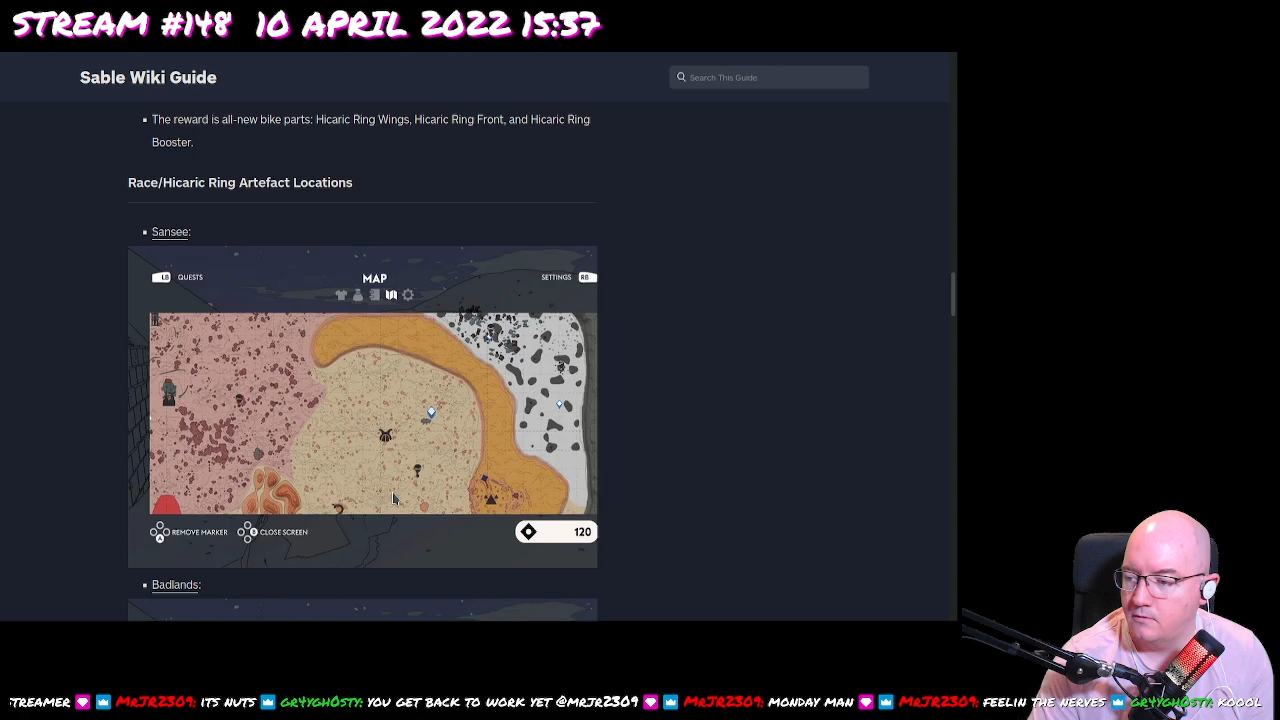 STREAM #148 10 APRIL 2022 15:37
Sable Wiki Guide
Search This Guide
The reward is all-new bike parts: Hicaric Ring Wings, Hicaric Ring Front, and Hicaric Ring
Booster.
Race/Hicaric Ring Artefact Locations
Sansee:
LB QUESTS
MAP
SETTINGS RB
A REMOVE MARKER
CLOSE SCREEN
120
Badlands:
TREAMER MRJR2309: ITS NUTS GR4YGH0STY: YOU GET BACK TO WORK YET @MRJR2309 MRJR2309: MONDAY MAN MRJR2309: FEELIN THE NERVES GR4YGH0STY: KOOOL